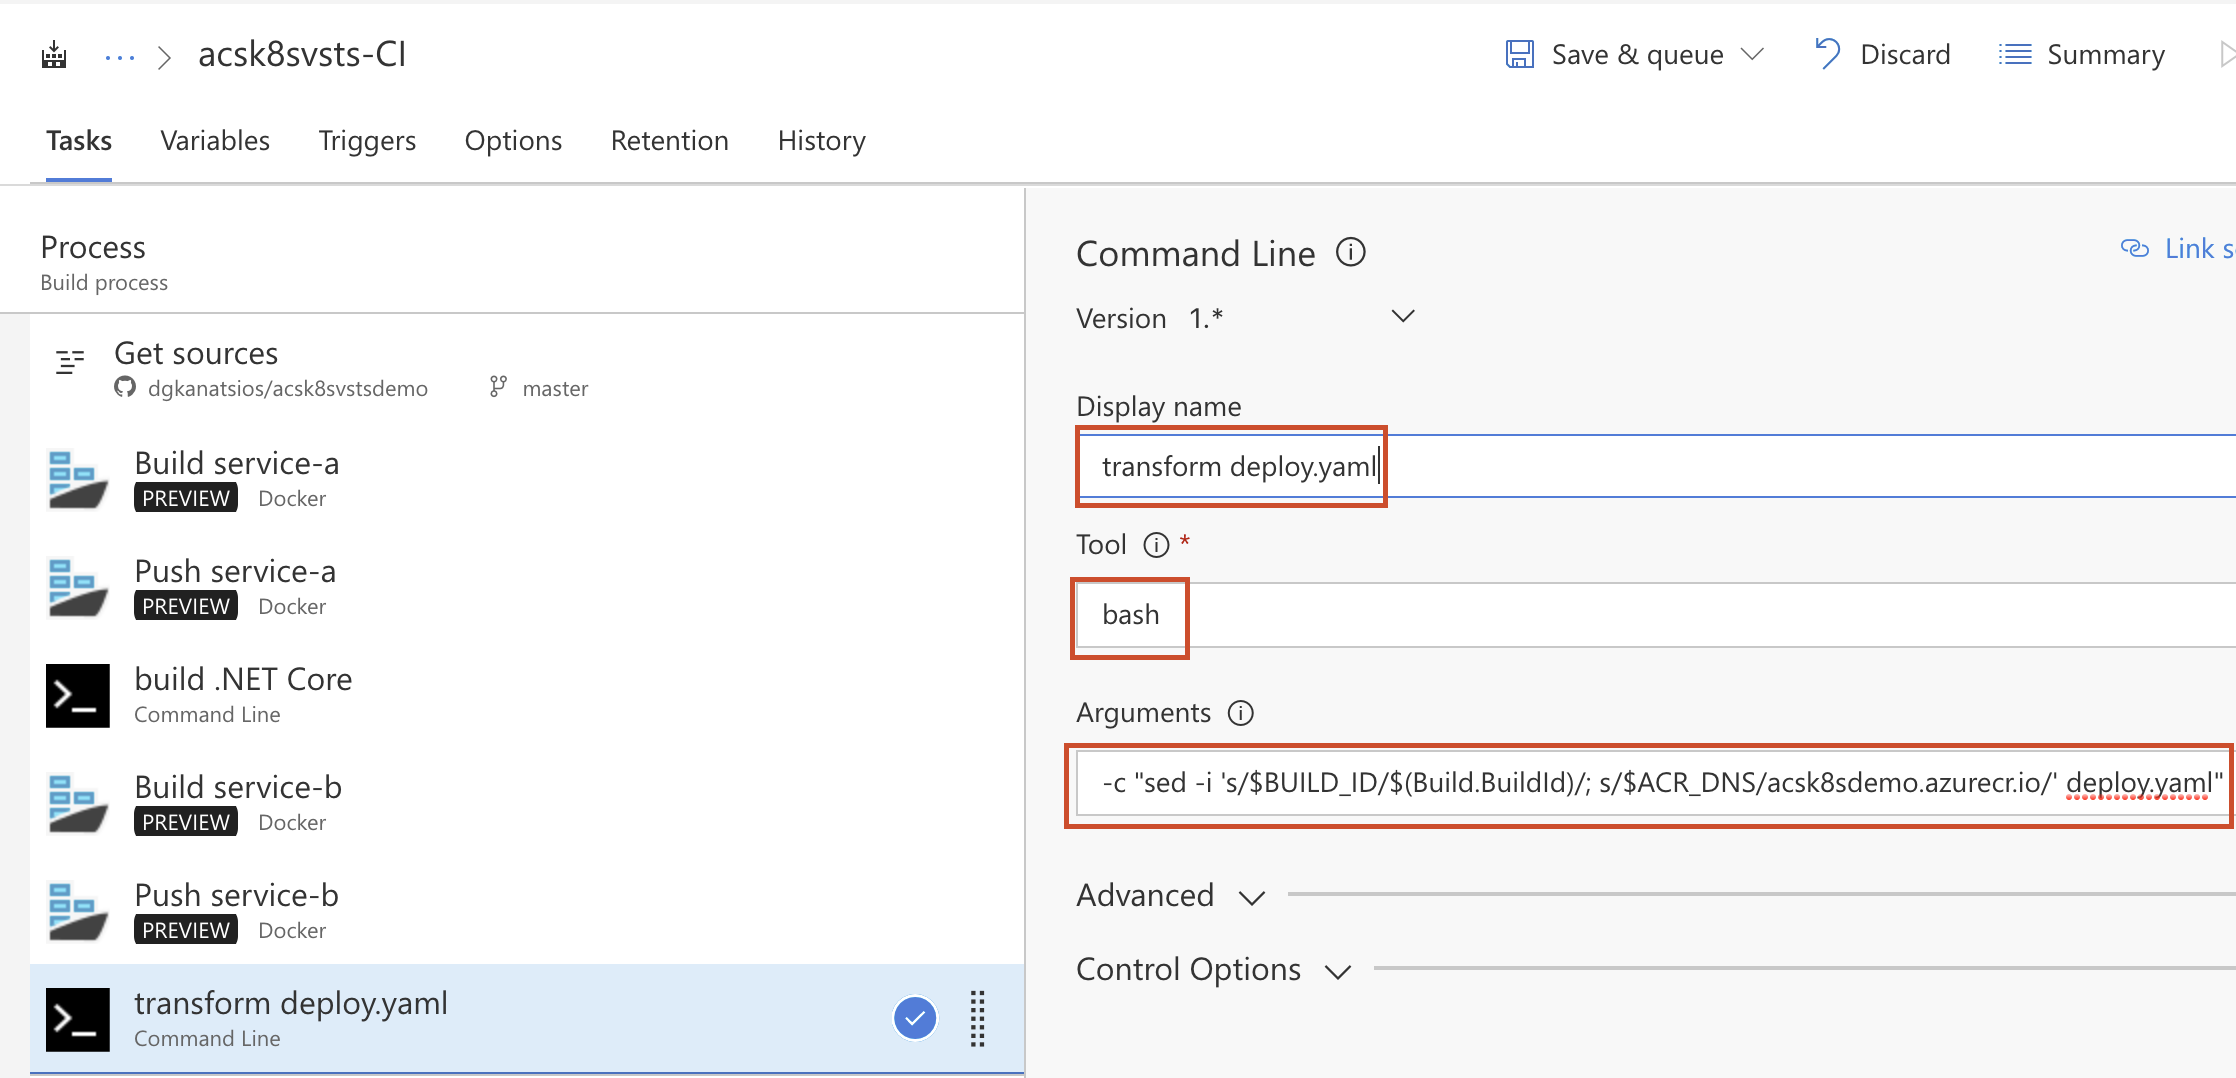 ··· > acsk8svsts-CI
Save & queue
Discard
Summary
Tasks
Variables
Triggers
Options
Retention
History
Process
Build process
Get sources
dgkanatsios/acsk8svstsdemo
master
Build service-a
PREVIEW Docker
Push service-a
PREVIEW Docker
build .NET Core
Command Line
Build service-b
PREVIEW Docker
Push service-b
PREVIEW Docker
transform deploy.yaml
Command Line
Command Line
Link s
Version 1.*
Display name
transform deploy.yaml
Tool *
bash
Arguments
-c "sed -i 's/$BUILD_ID/$(Build.BuildId)/; s/$ACR_DNS/acsk8sdemo.azurecr.io/' deploy.yaml"
Advanced
Control Options